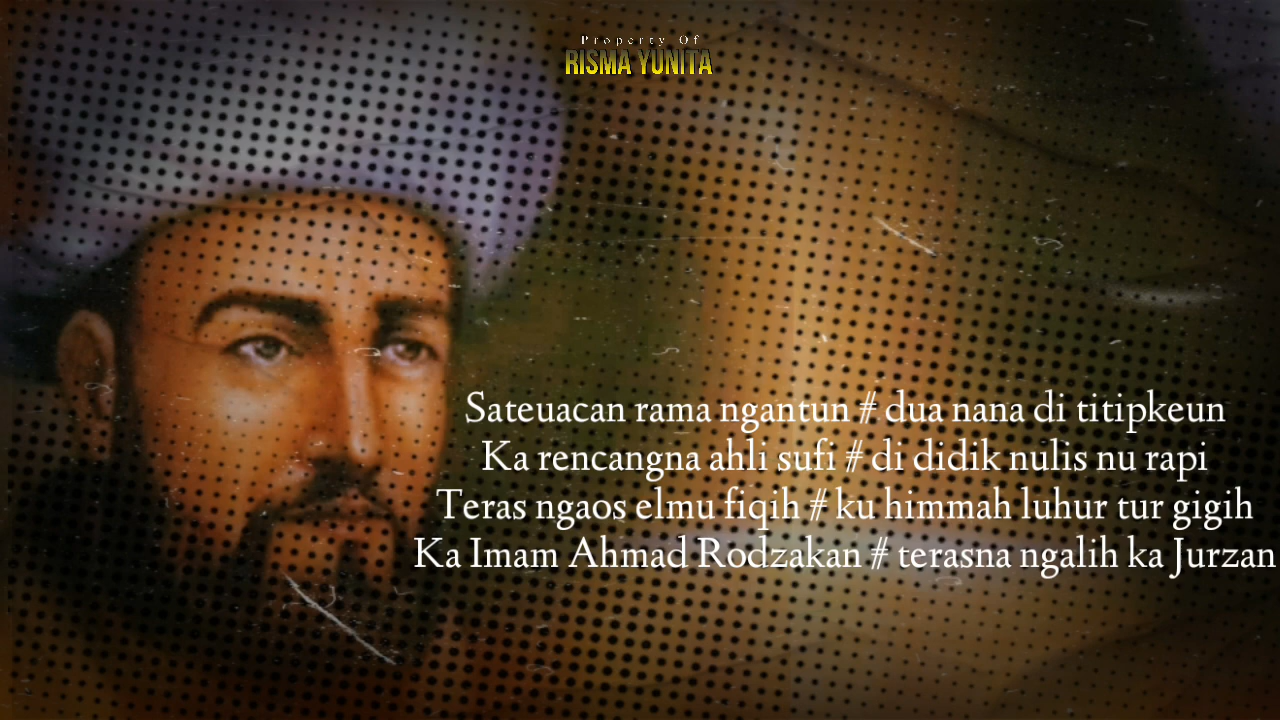 Property Of
RISMA YUNITA
Sateuacan rama ngantun # dua nana di titipkeun
Ka rencangna ahli sufi # di didik nulis nu rapi
Teras ngaos elmu fiqih # ku himmah luhur tur gigih
Ka Imam Ahmad Rodzakan # terasna ngalih ka Jurzan